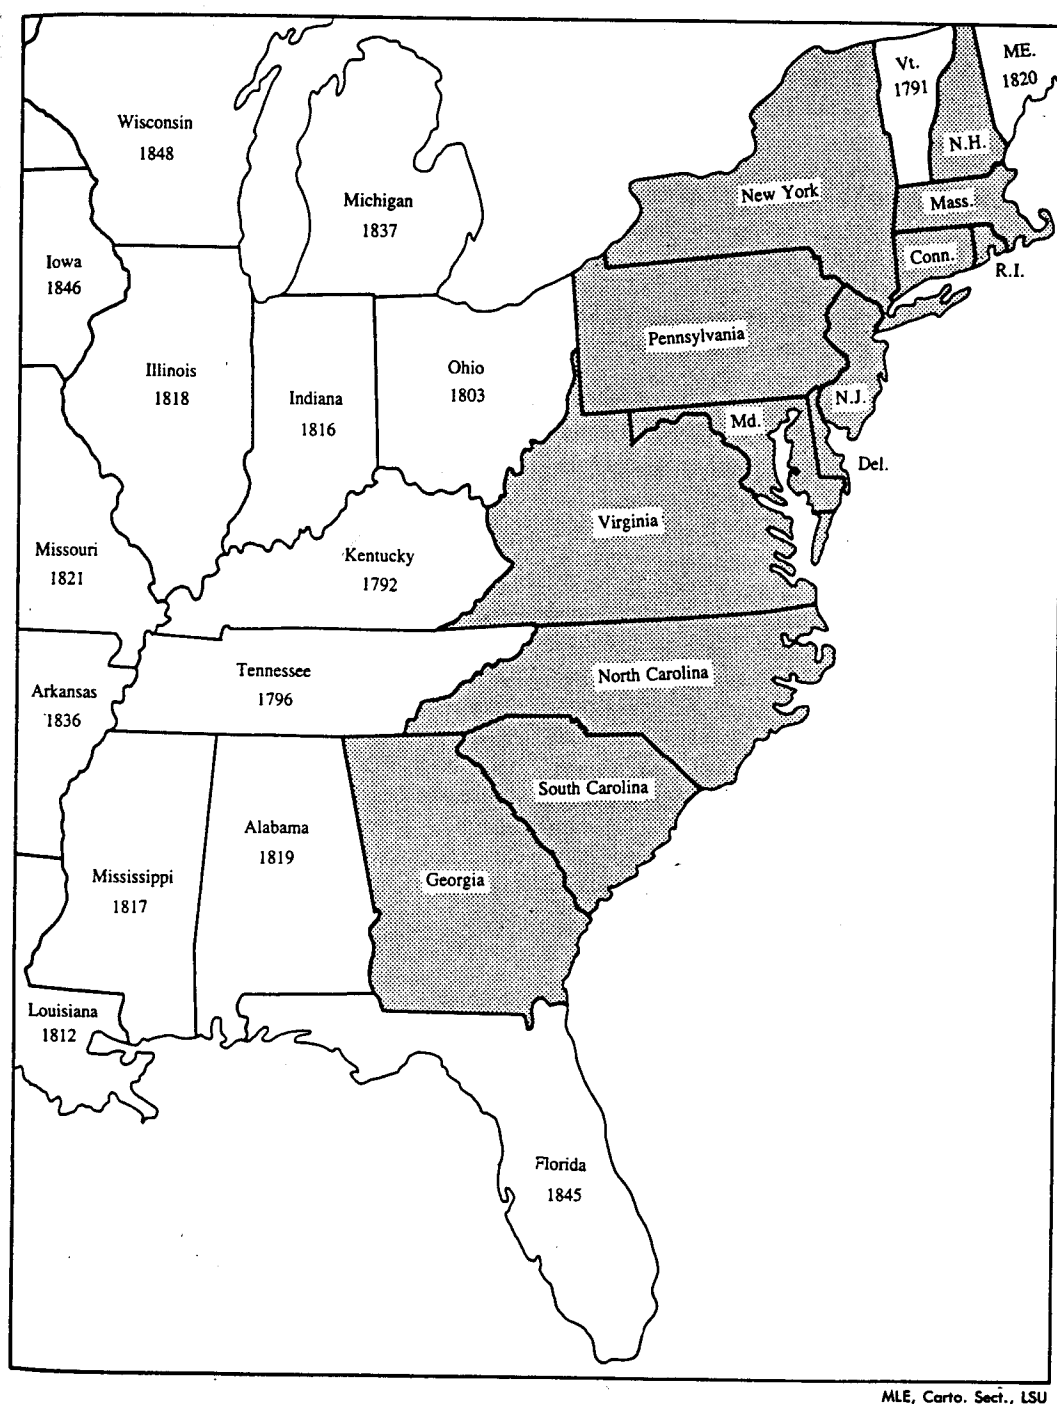 Vt.
1791
ME.
1820
Wisconsin
1848
N.H.
Michigan
1837
New York
Mass.
Iowa
1846
Conn.
R.I.
Pennsylvania
Illinois
1818
Ohio
1803
Indiana
1816
N.J.
Md.
Del.
Virginia
Missouri
1821
Kentucky
1792
Tennessee
1796
North Carolina
Arkansas
1836
South Carolina
Alabama
1819
Mississippi
1817
Georgia
Louisiana
1812
Florida
1845
MLE, Carto. Sect., LSU